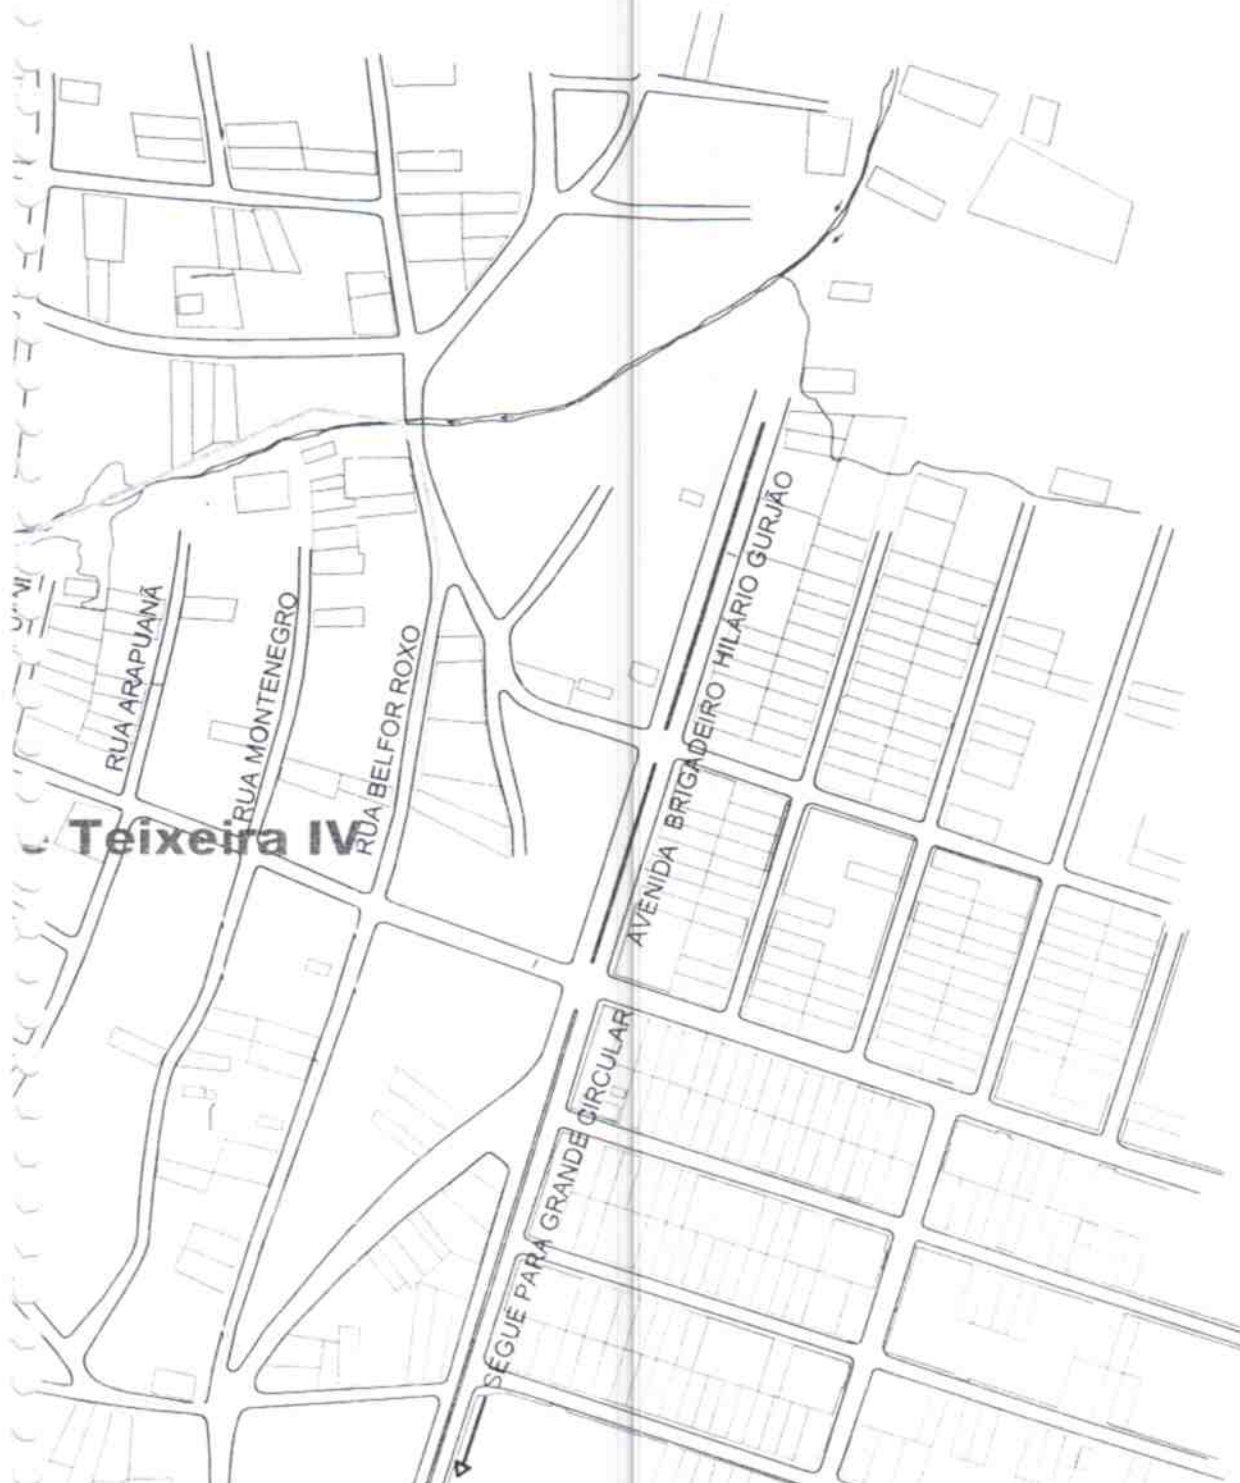 AVENIDA BRIGADEIRO HILÁRIO GURJÃO
RUA ARAPUANÃ
RUA MONTENEGRO
RUA BELFOR ROXO
Teixeira IV
SEGUE PARA GRANDE CIRCULAR